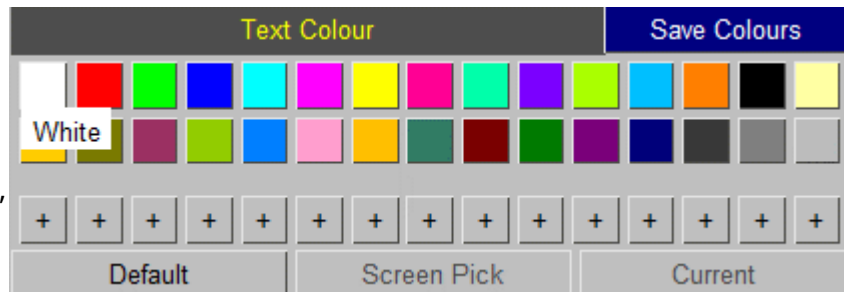 Text Colour Save Colours
White
, + + + + + + + + + + + + + + +
Default Screen Pick Current